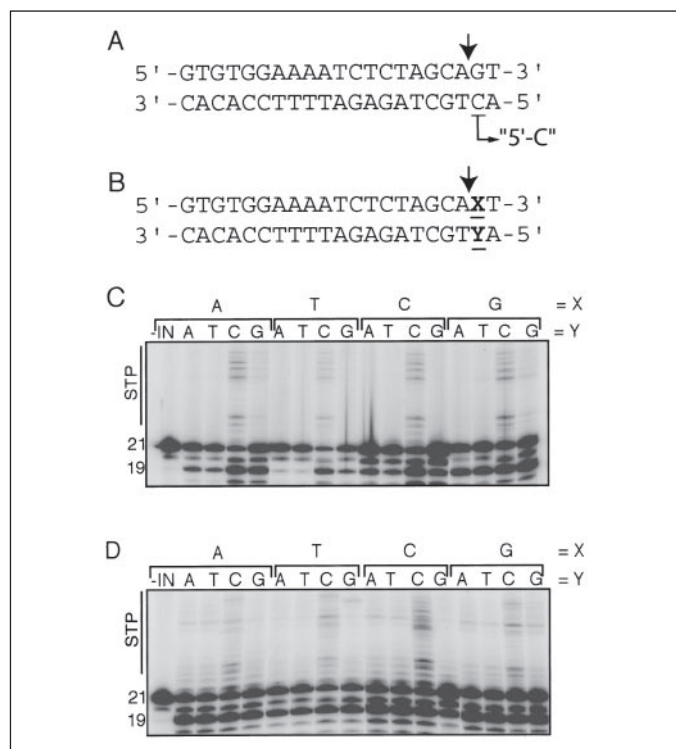 A
5'-GTGTGGAAAATCTCTAGCAGT-3'
3'-CACACCTTTTAGAGATCGTCA-5'
"5'-C"
B
5'-GTGTGGAAAATCTCTAGCAXT-3'
3'-CACACCTTTTAGAGATCGTYA-5'
C
A T C G = X
-IN A T C G A T C G A T C G A T C G = Y
STP
21
19
D
A T C G = X
-IN A T C G A T C G A T C G A T C G = Y
STP
21
19